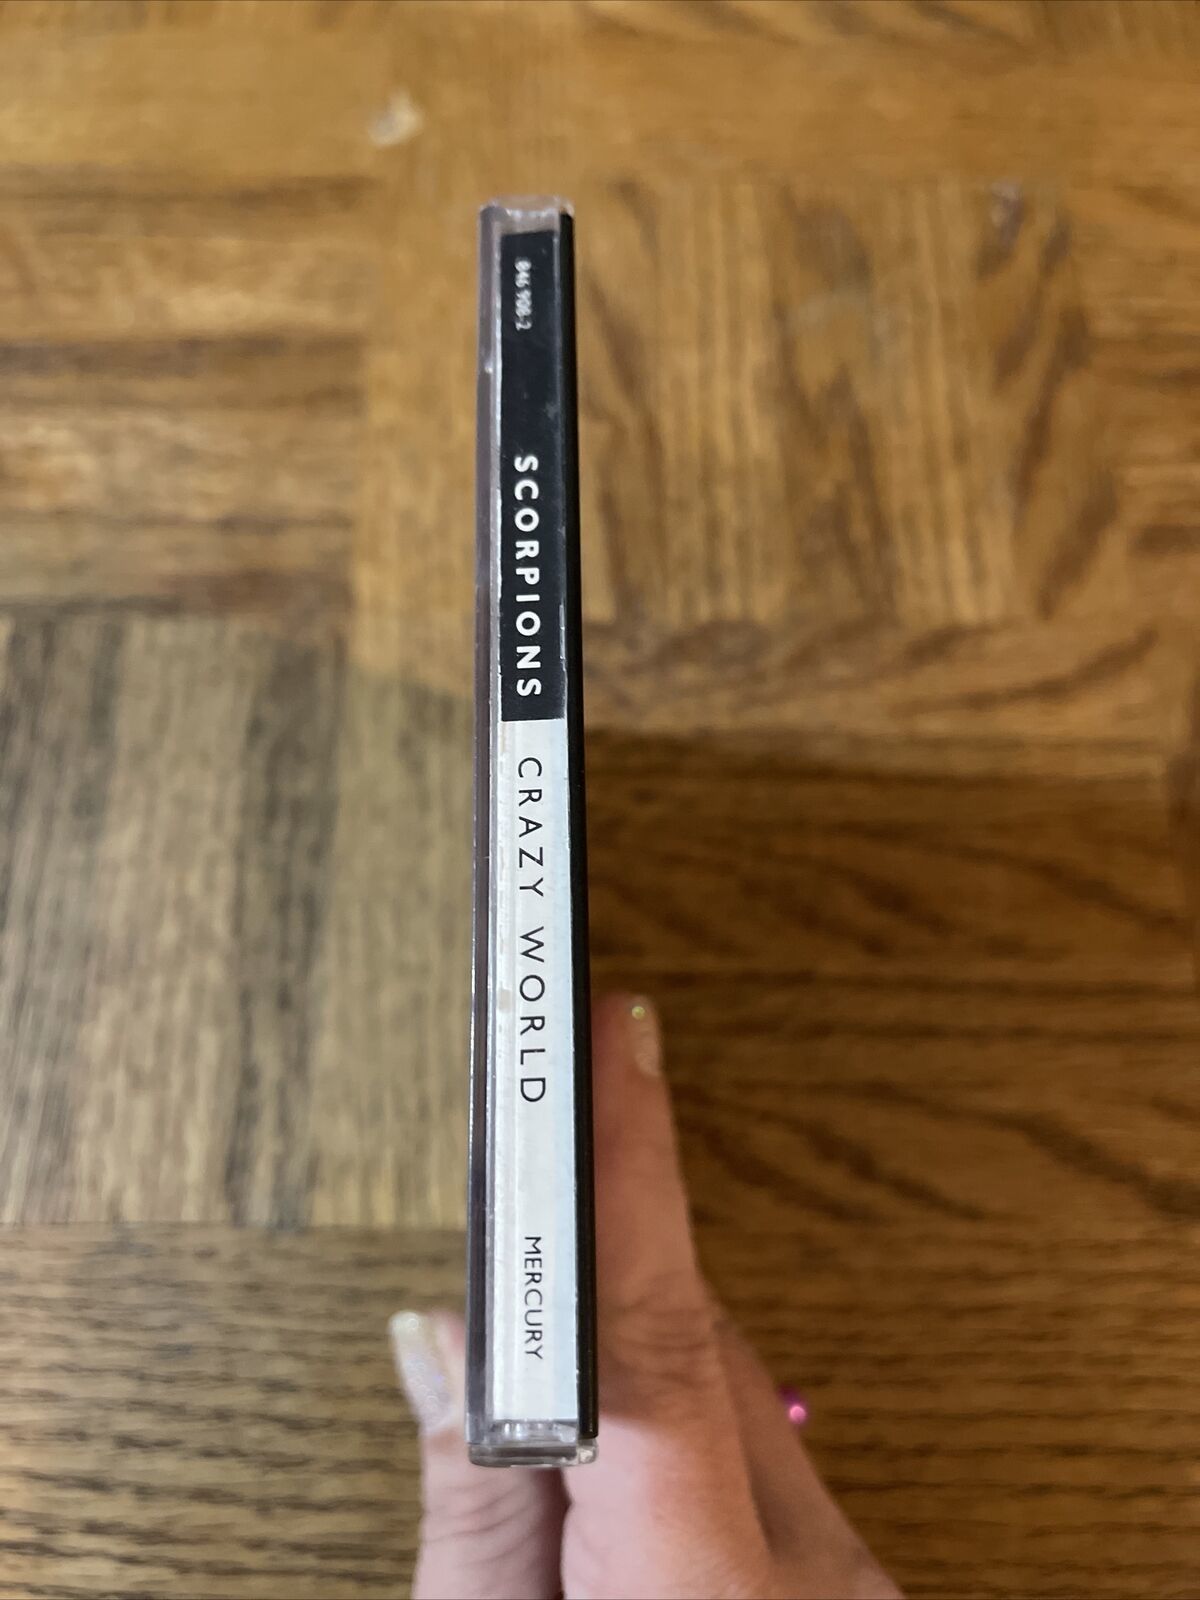 846 908-2
SCORPIONS
CRAZY WORLD
MERCURY